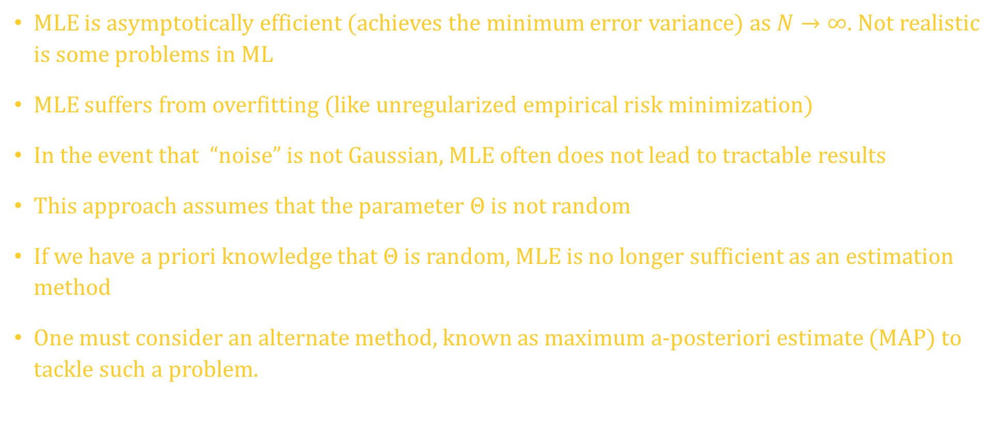 • MLE is asymptotically efficient (achieves the minimum error variance) as N → ∞. Not realistic
is some problems in ML
• MLE suffers from overfitting (like unregularized empirical risk minimization)
• In the event that “noise” is not Gaussian, MLE often does not lead to tractable results
• This approach assumes that the parameter Θ is not random
• If we have a priori knowledge that Θ is random, MLE is no longer sufficient as an estimation
method
• One must consider an alternate method, known as maximum a-posteriori estimate (MAP) to
tackle such a problem.